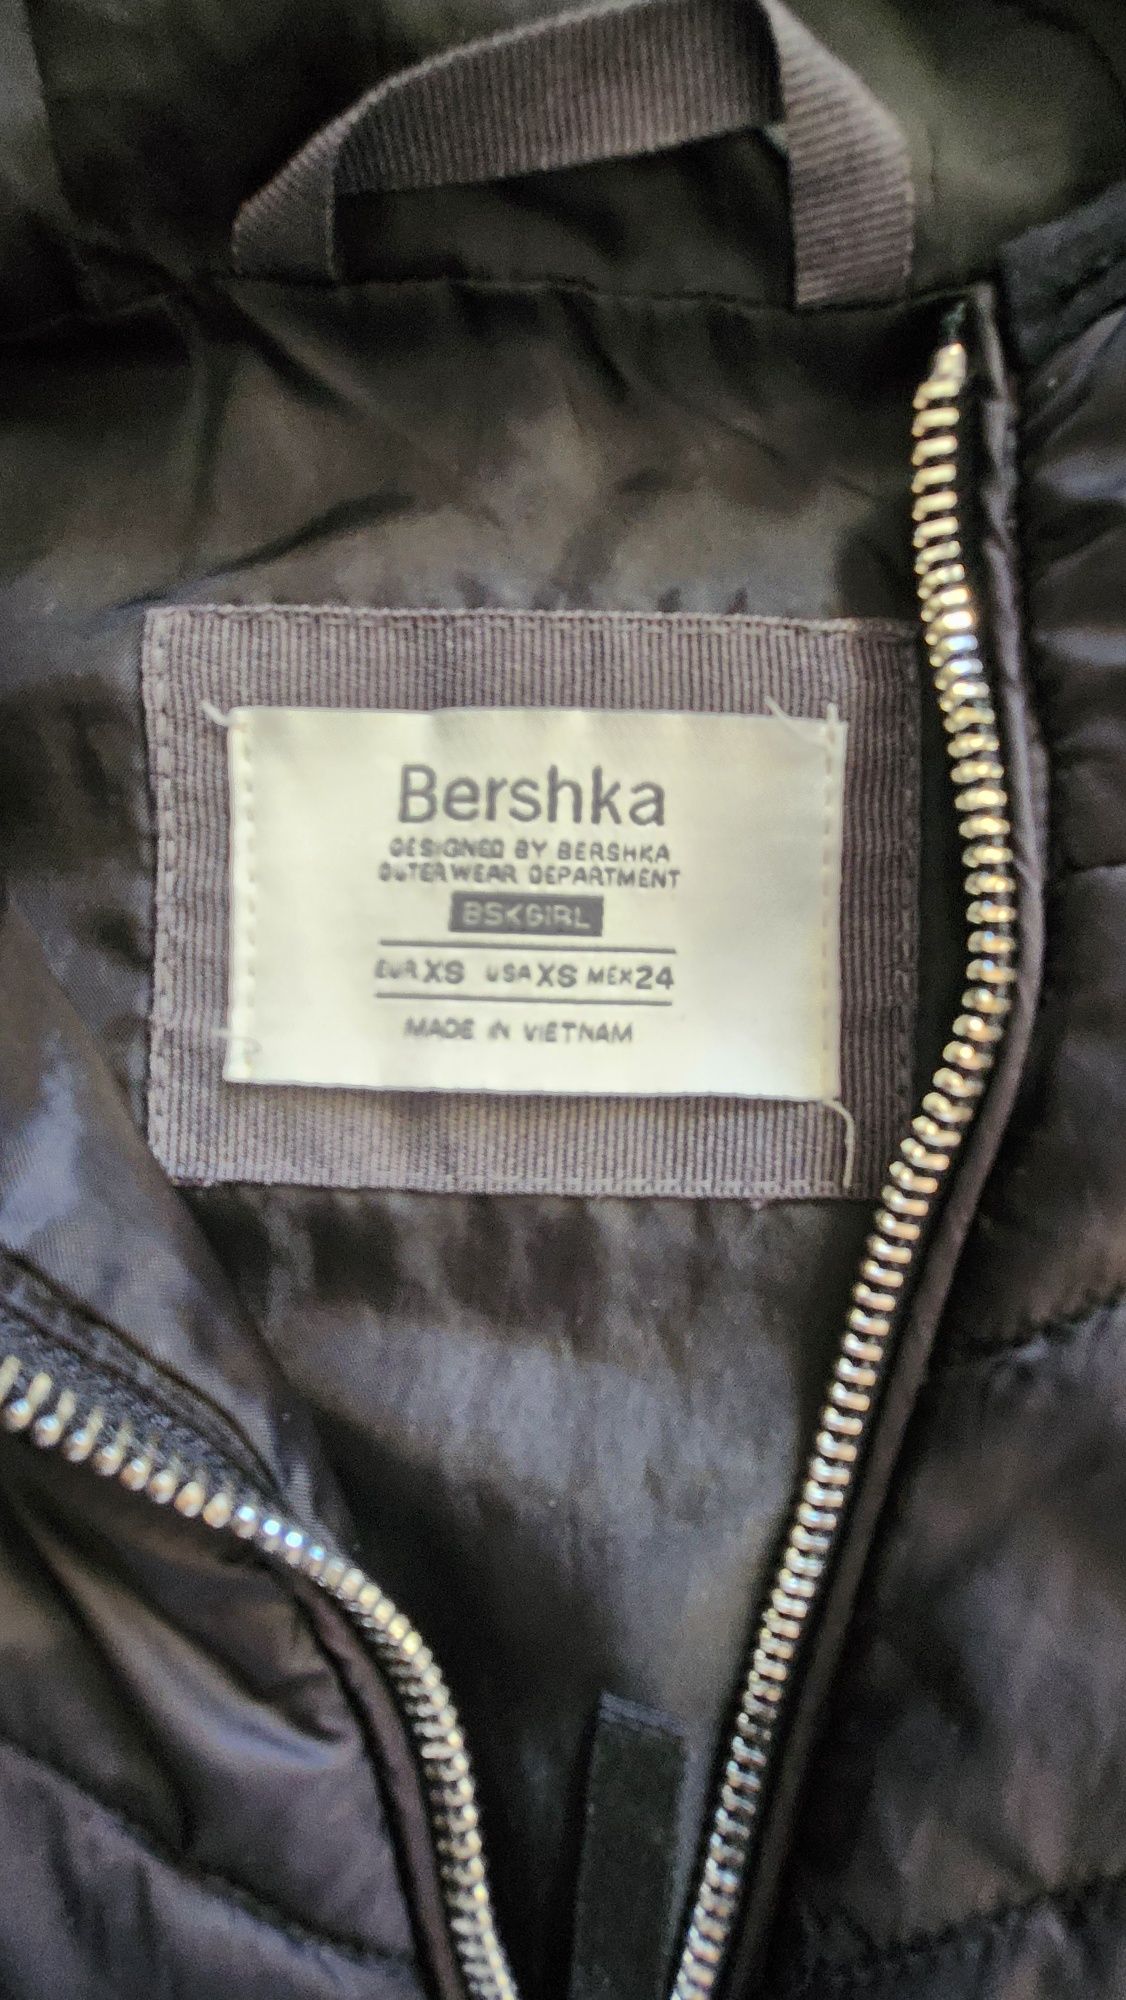 Bershka
DESIGNED BY BERSHKA
OUTERWEAR DEPARTMENT
BSKGIRL
EUR XS USA XS MEX 24
MADE IN VIETNAM